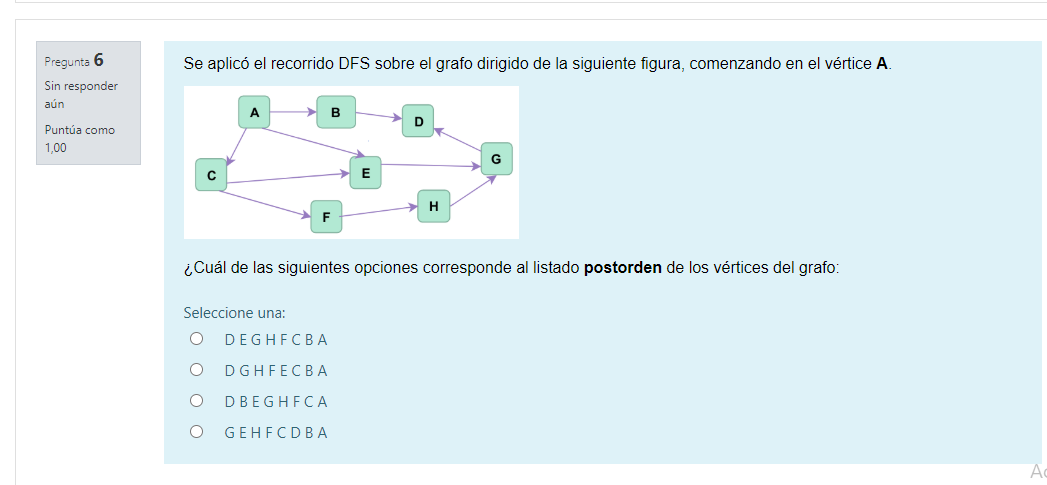 Pregunta 6
Sin responder
aún
Puntúa como
1,00
Se aplicó el recorrido DFS sobre el grafo dirigido de la siguiente figura, comenzando en el vértice A.
A
B
D
C
E
G
F
H
¿Cuál de las siguientes opciones corresponde al listado postorden de los vértices del grafo:
Seleccione una:
D E G H F C B A
D G H F E C B A
D B E G H F C A
G E H F C D B A